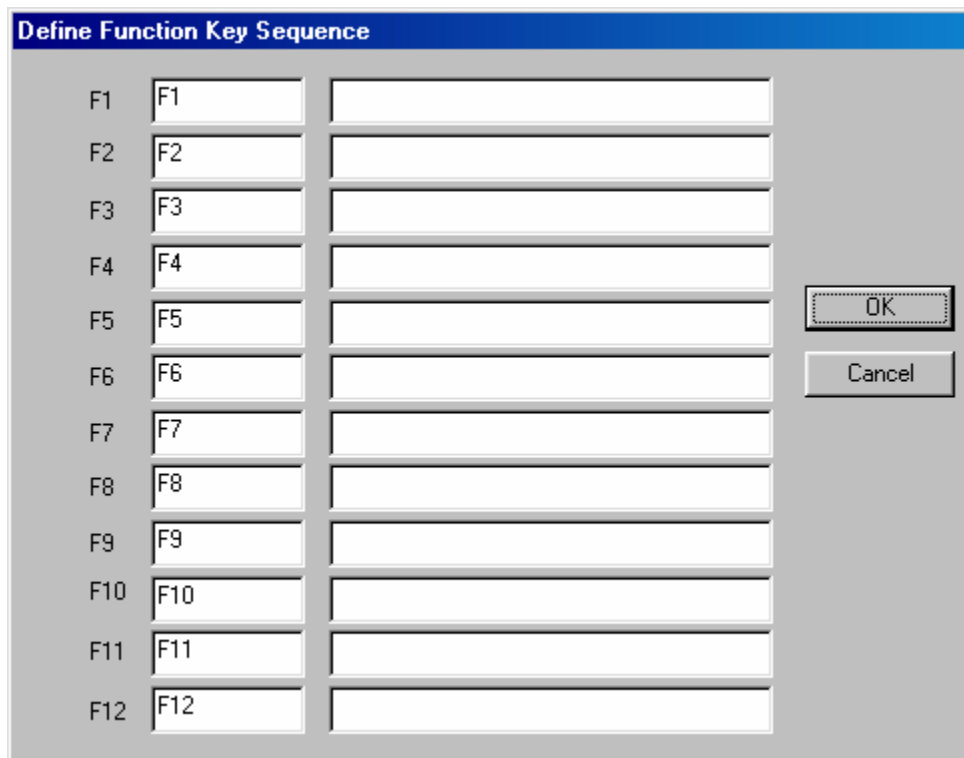 Define Function Key Sequence
F1 F1
F2 F2
F3 F3
F4 F4
F5 F5
OK
F6 F6
Cancel
F7 F7
F8 F8
F9 F9
F10 F10
F11 F11
F12 F12